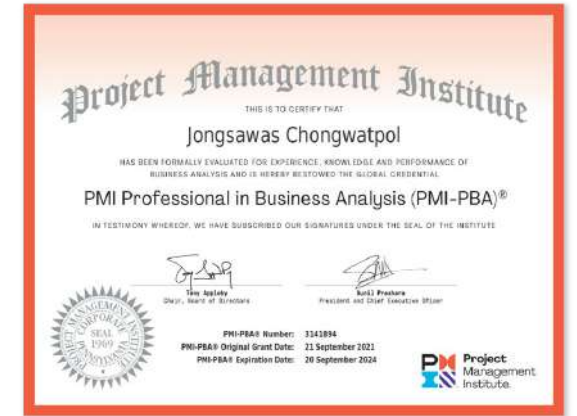 Project Management Institute
THIS IS TO CERTIFY THAT
Jongsawas Chongwatpol
HAS BEEN FORMALLY EVALUATED FOR EXPERIENCE, KNOWLEDGE AND PERFORMANCE OF
BUSINESS ANALYSIS AND IS HEREBY BESTOWED THE GLOBAL CREDENTIAL
PMI Professional in Business Analysis (PMI-PBA)®
IN TESTIMONY WHEREOF, WE HAVE SUBSCRIBED OUR SIGNATURES UNDER THE SEAL OF THE INSTITUTE
Tony Appleby
Chair, Board of Directors
Sunil Prashara
President and Chief Executive Officer
PROJECT MANAGEMENT INSTITUTE
CORPORATE
SEAL
1969
PENNSYLVANIA
PMI-PBA® Number: 3141894
PMI-PBA® Original Grant Date: 21 September 2021
PMI-PBA® Expiration Date: 20 September 2024
Project
Management
Institute.